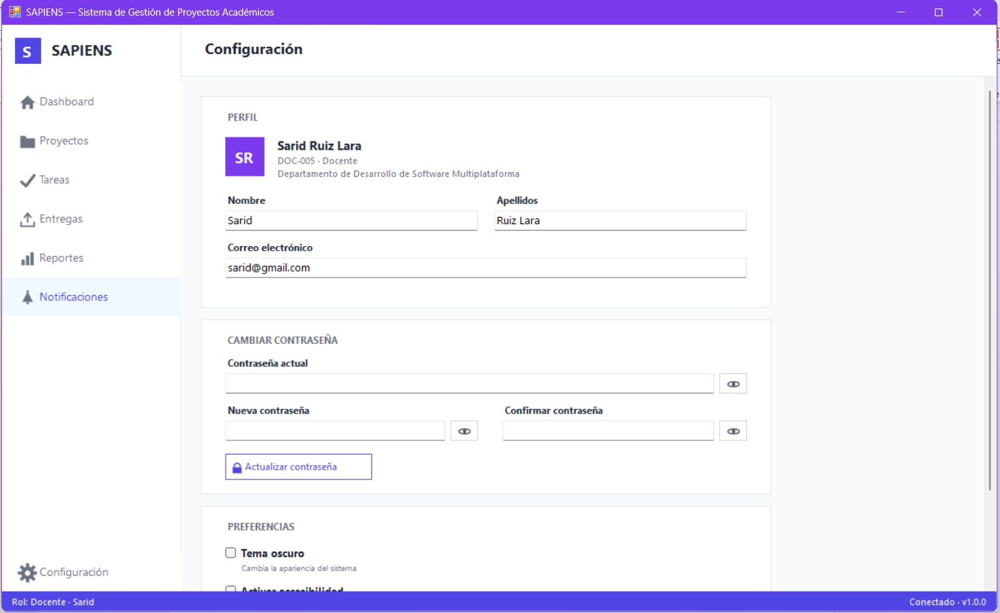 SAPIENS — Sistema de Gestión de Proyectos Académicos
S SAPIENS
Dashboard
Proyectos
Tareas
Entregas
Reportes
Notificaciones
Configuración
Configuración
PERFIL
SR
Sarid Ruiz Lara
DOC-005 · Docente
Departamento de Desarrollo de Software Multiplataforma
Nombre
Sarid
Apellidos
Ruiz Lara
Correo electrónico
sarid@gmail.com
CAMBIAR CONTRASEÑA
Contraseña actual
Nueva contraseña
Confirmar contraseña
Actualizar contraseña
PREFERENCIAS
Tema oscuro
Cambia la apariencia del sistema
Activar accesibilidad
Rol: Docente · Sarid
Conectado · v1.0.0